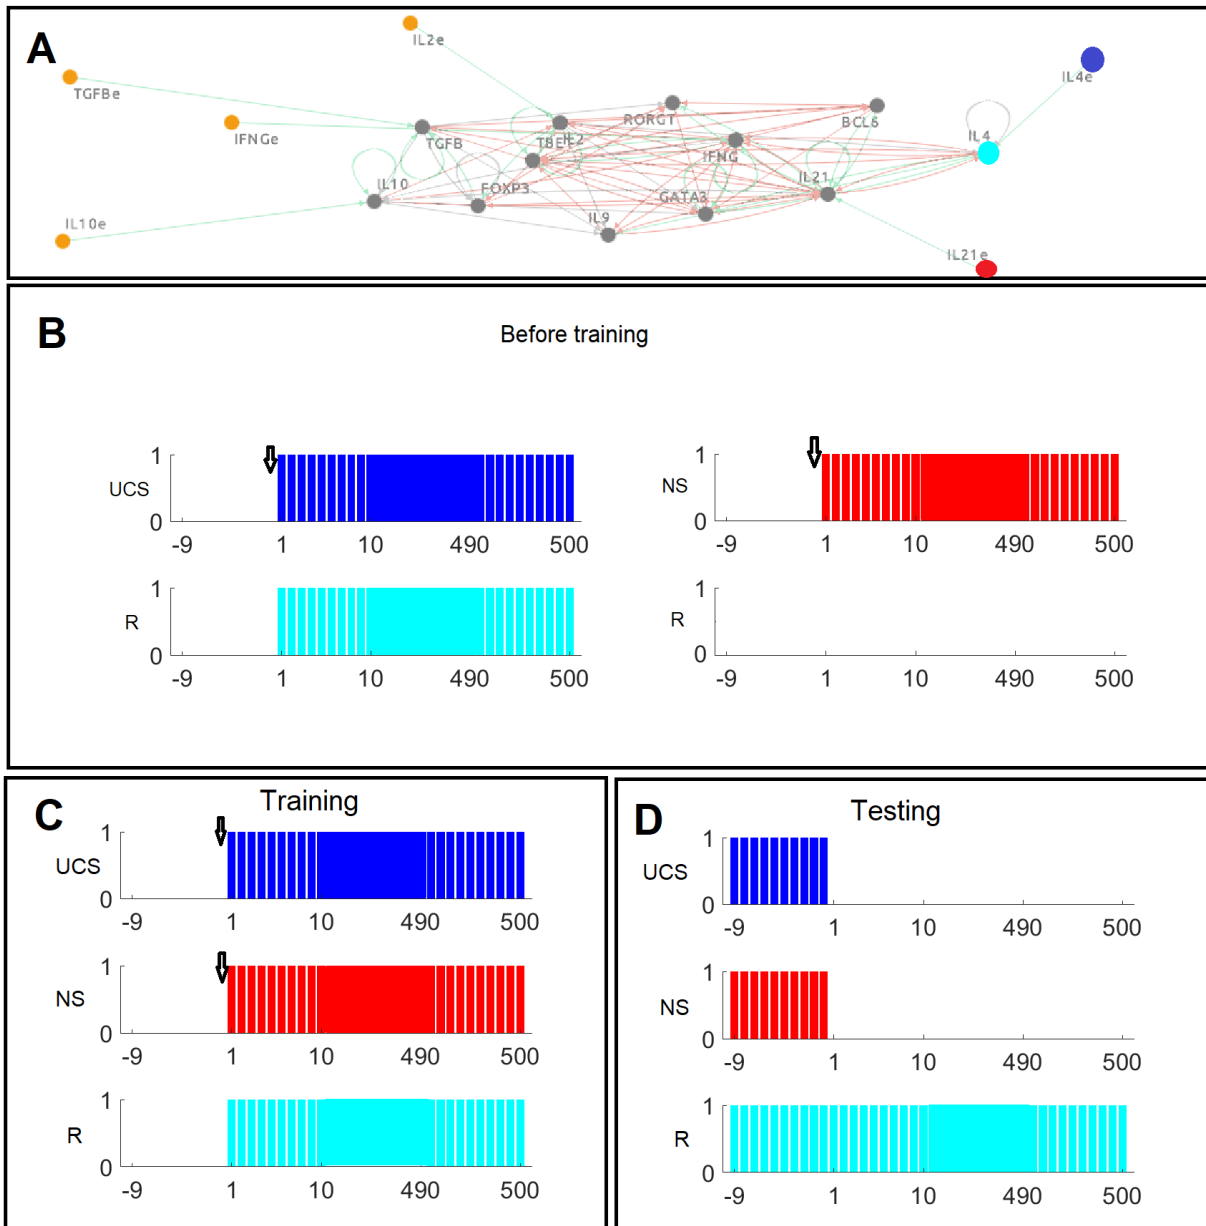 A
IL2e
TGFBe
IL4e
IFNGe
RORGT
BCL6
IL4
TGFB
IL2
IFNG
IL10
FOXP3
IL21
GATA3
IL10e
IL9
IL21e
B
Before training
1
UCS
0
-9 1 10 490 500
1
NS
0
-9 1 10 490 500
1
R
0
-9 1 10 490 500
1
R
0
-9 1 10 490 500
C
Training
1
UCS
0
-9 1 10 490 500
1
NS
0
-9 1 10 490 500
1
R
0
-9 1 10 490 500
D
Testing
1
UCS
0
-9 1 10 490 500
1
NS
0
-9 1 10 490 500
1
R
0
-9 1 10 490 500